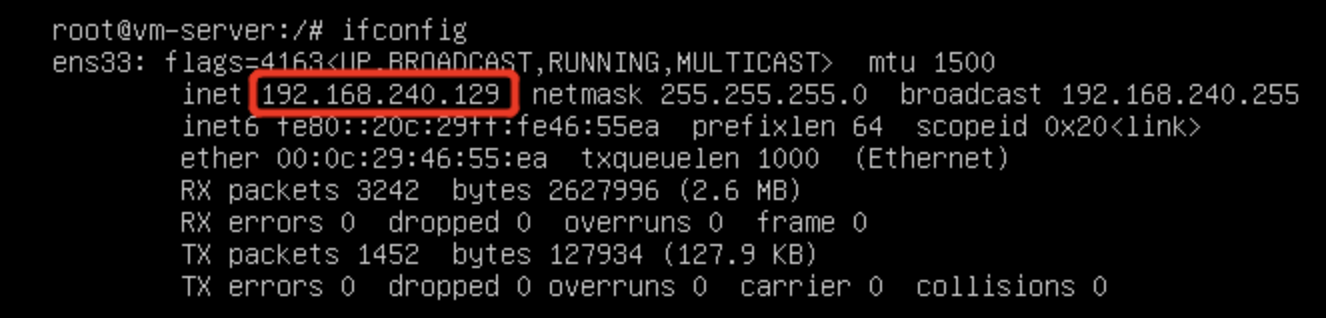 root@vm-server:/# ifconfig
ens33: flags=4163<UP,BROADCAST,RUNNING,MULTICAST>  mtu 1500
inet 192.168.240.129  netmask 255.255.255.0  broadcast 192.168.240.255
inet6 fe80::20c:29ff:fe46:55ea  prefixlen 64  scopeid 0x20<link>
ether 00:0c:29:46:55:ea  txqueuelen 1000  (Ethernet)
RX packets 3242  bytes 2627996 (2.6 MB)
RX errors 0  dropped 0  overruns 0  frame 0
TX packets 1452  bytes 127934 (127.9 KB)
TX errors 0  dropped 0 overruns 0  carrier 0  collisions 0